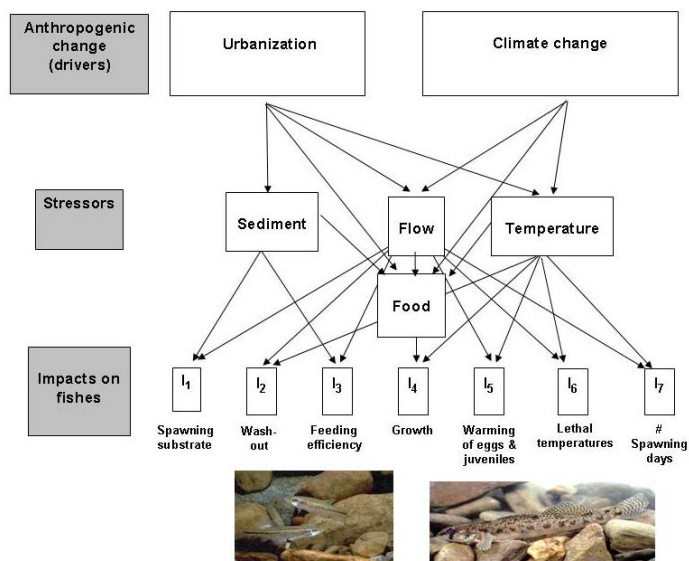 Anthropogenic
change
(drivers)
Urbanization
Climate change
Stressors
Sediment
Flow
Temperature
Food
Impacts on
fishes
I1
I2
I3
I4
I5
I6
I7
Spawning
substrate
Wash-
out
Feeding
efficiency
Growth
Warming
of eggs &
juveniles
Lethal
temperatures
#
Spawning
days